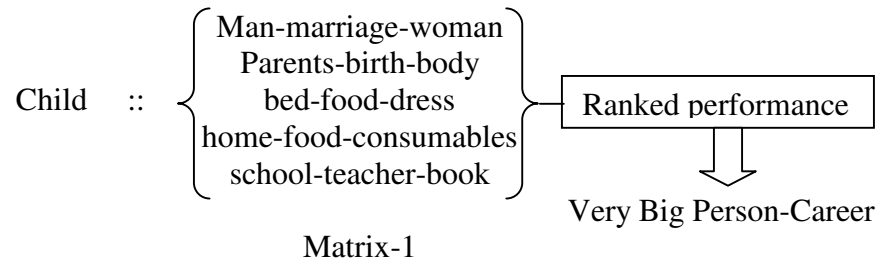 Man-marriage-woman
Parents-birth-body
Child :: bed-food-dress
home-food-consumables
school-teacher-book
Ranked performance
Very Big Person-Career
Matrix-1